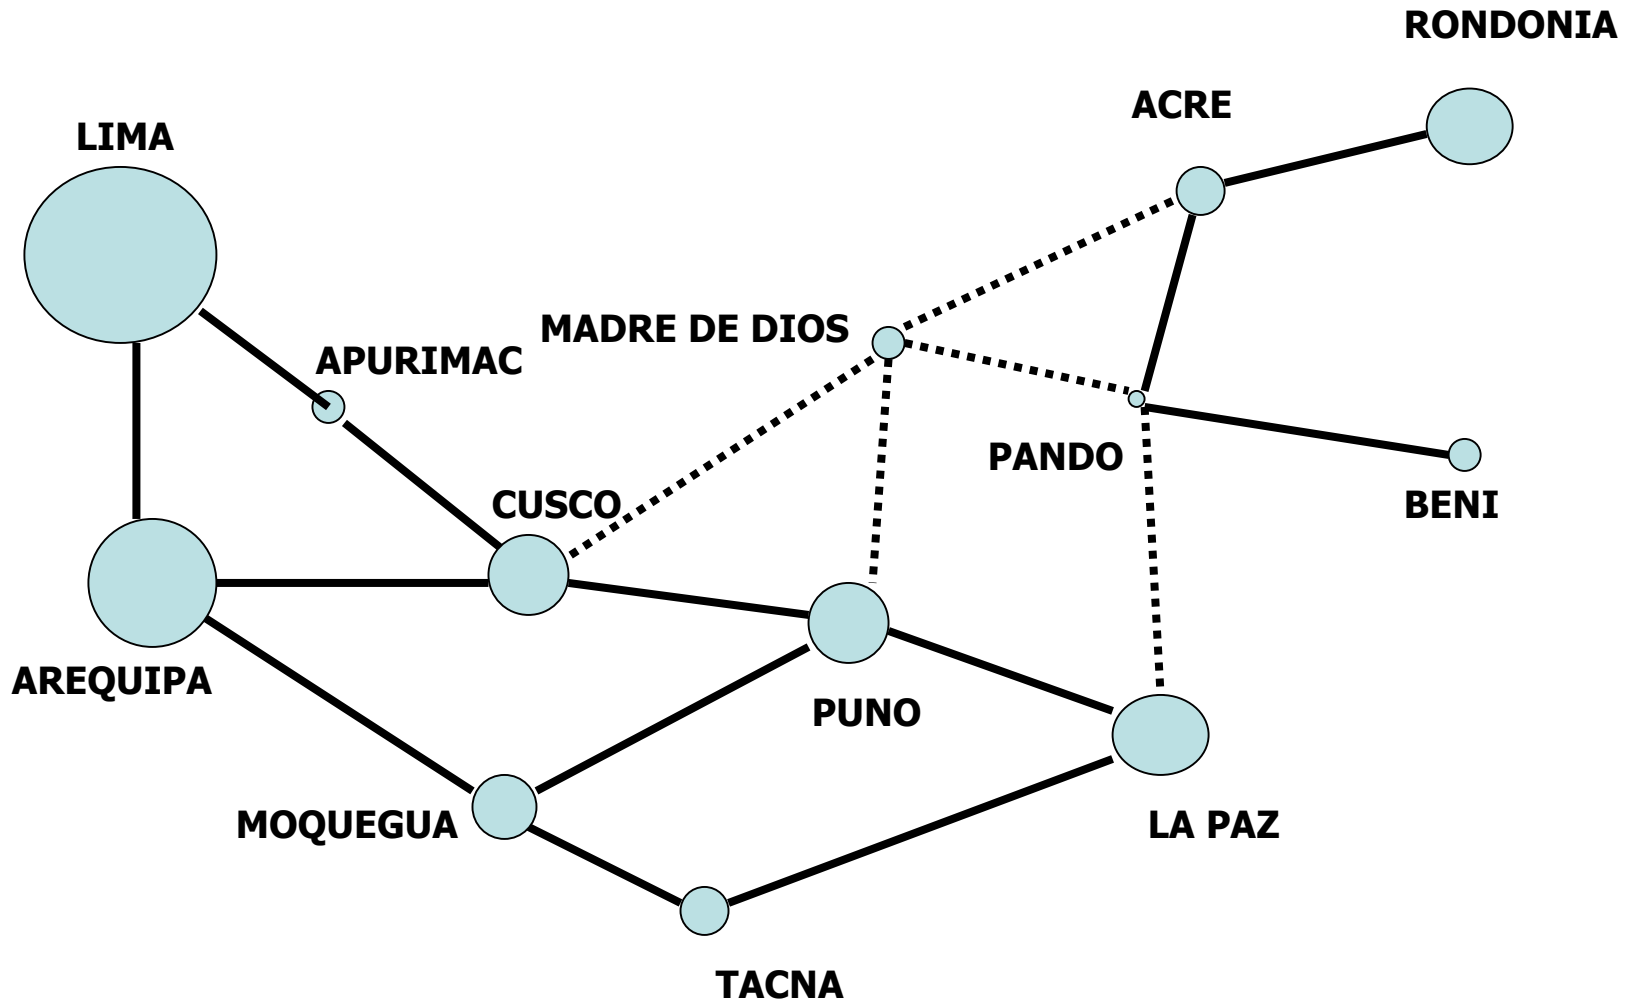 RONDONIA
ACRE
LIMA
MADRE DE DIOS
APURIMAC
PANDO
CUSCO
BENI
AREQUIPA
PUNO
MOQUEGUA
LA PAZ
TACNA